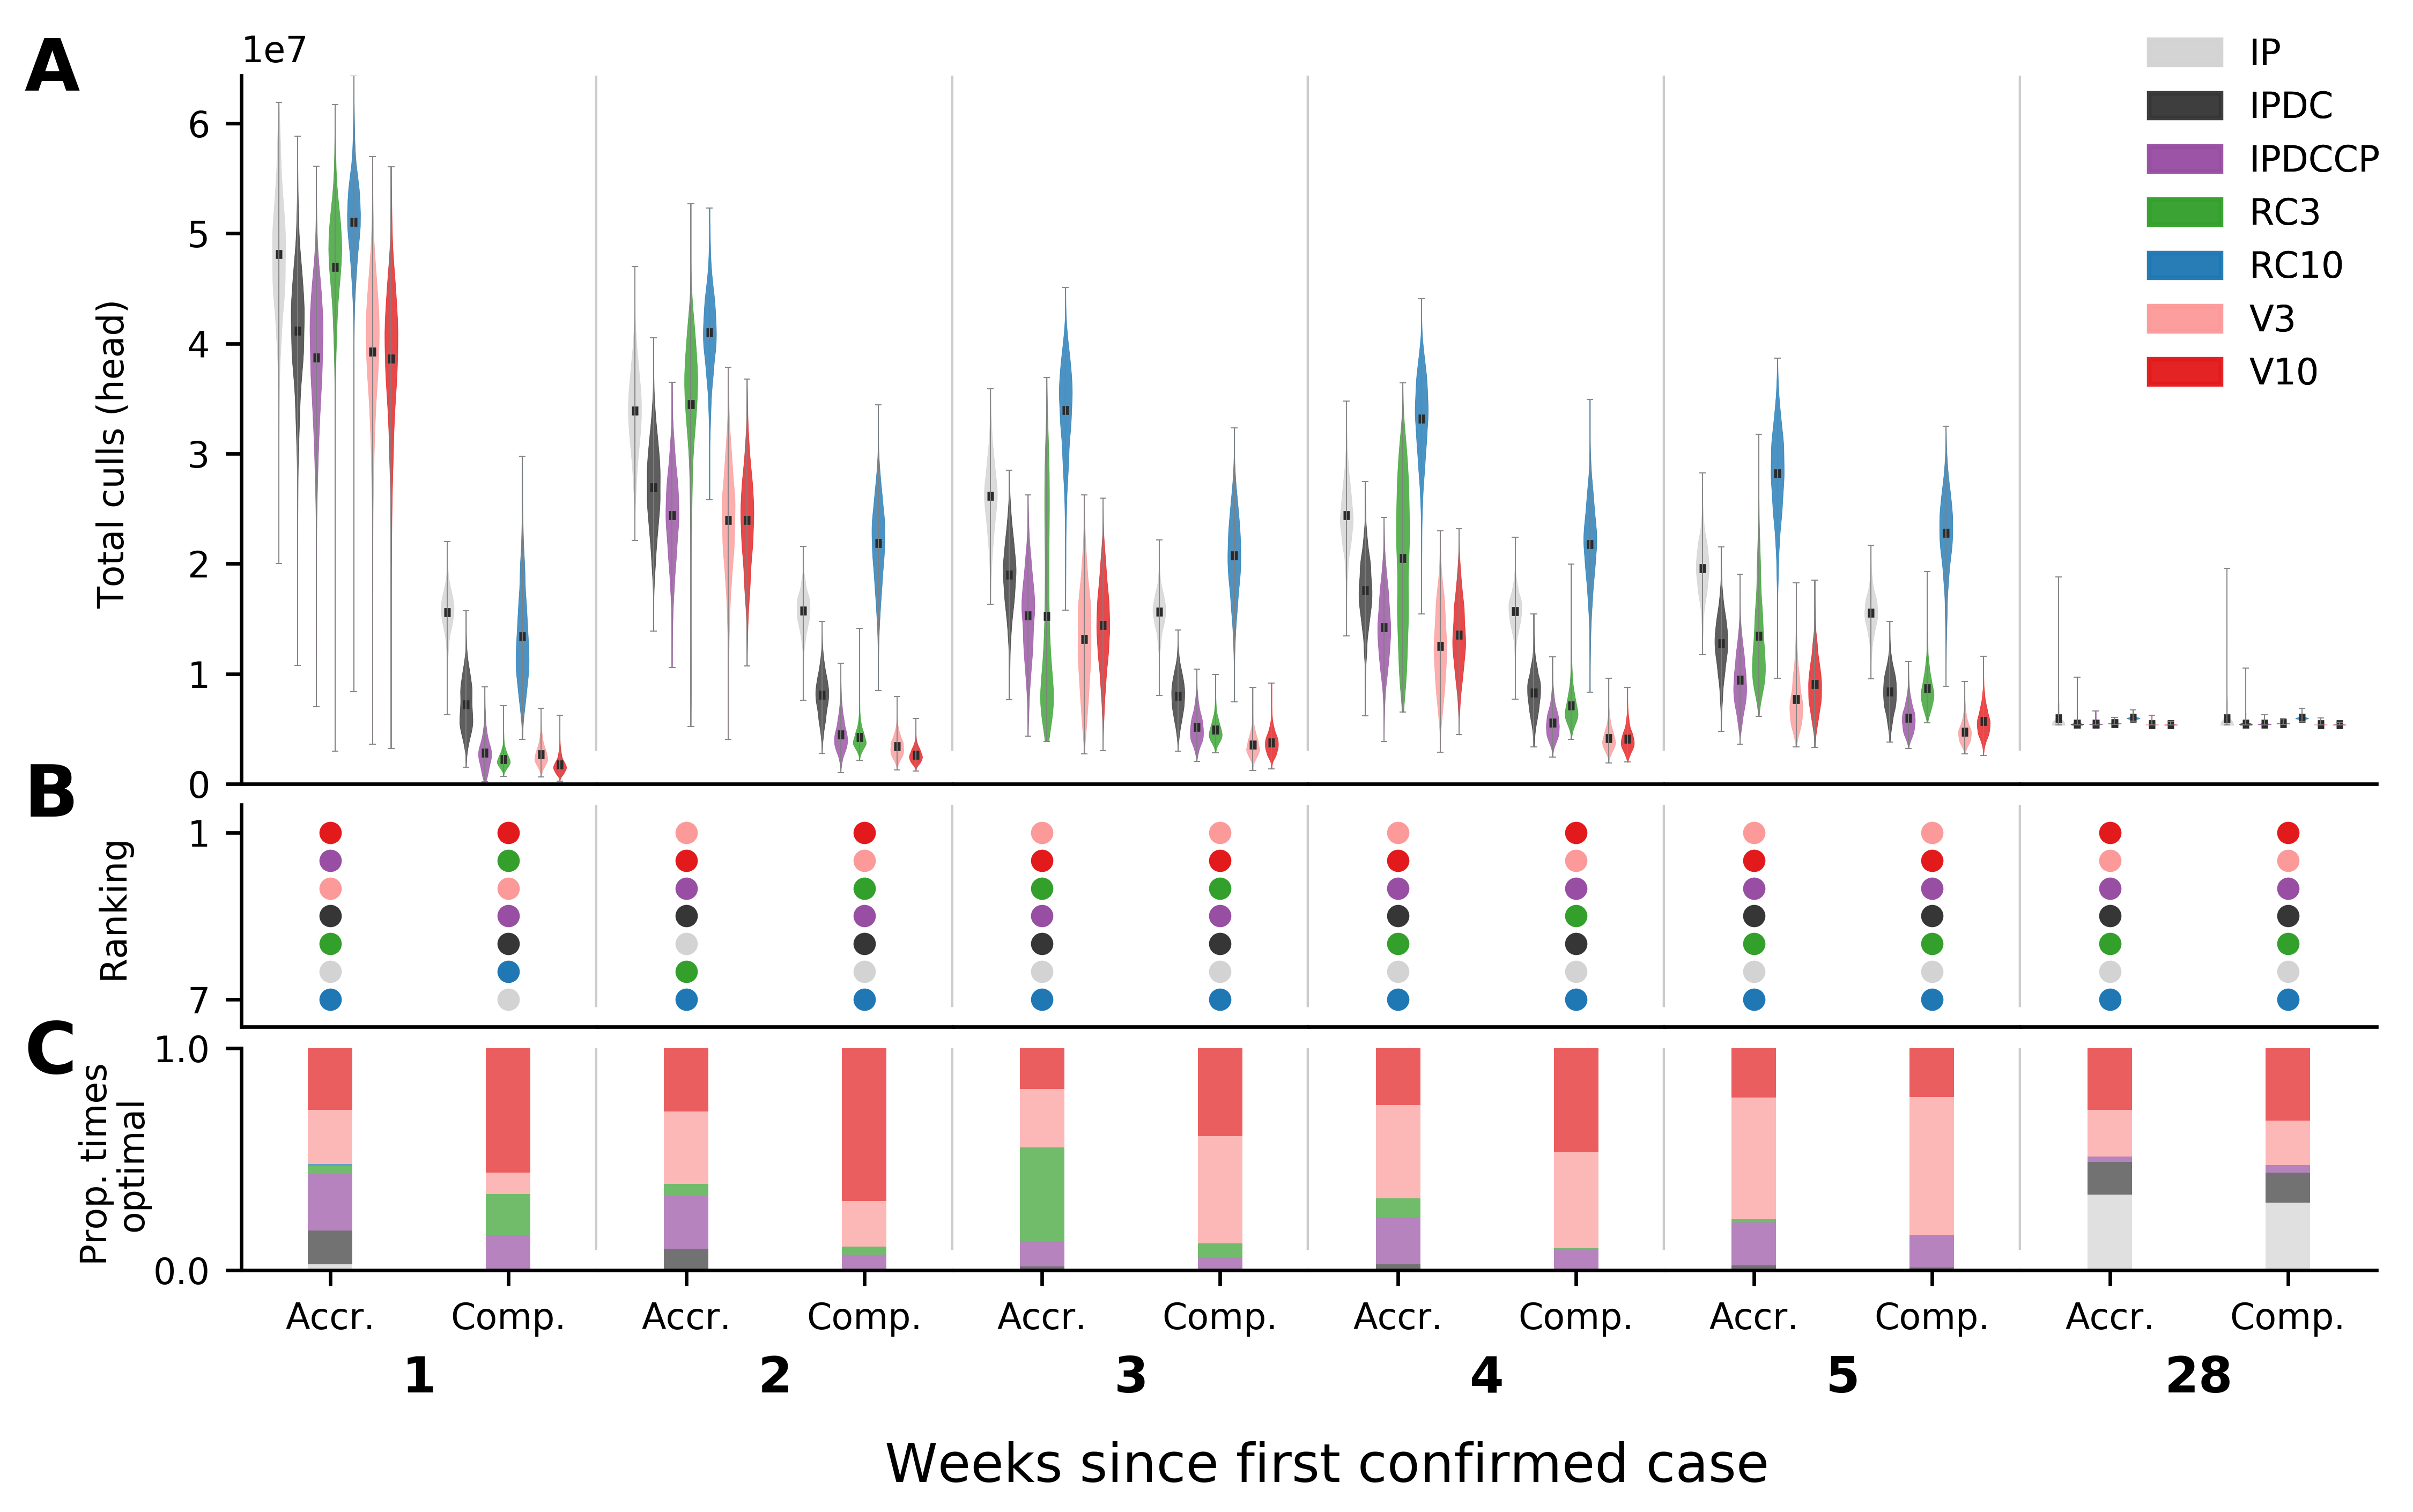 A
1e7
6
5
4
3
2
1
0
Total culls (head)
IP
IPDC
IPDCCP
RC3
RC10
V3
V10
B
1
7
Ranking
C
1.0
0.0
Prop. times
optimal
Accr. Comp. Accr. Comp. Accr. Comp. Accr. Comp. Accr. Comp. Accr. Comp.
1 2 3 4 5 28
Weeks since first confirmed case